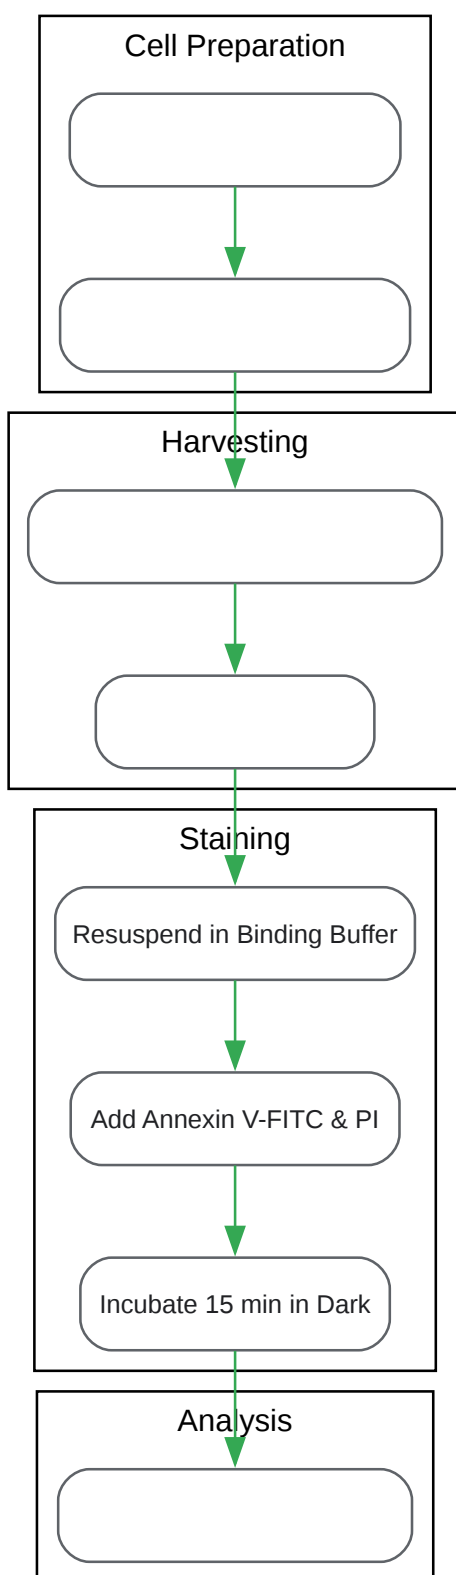 Cell Preparation
Harvesting
Staining
Resuspend in Binding Buffer
Add Annexin V-FITC & PI
Incubate 15 min in Dark
Analysis